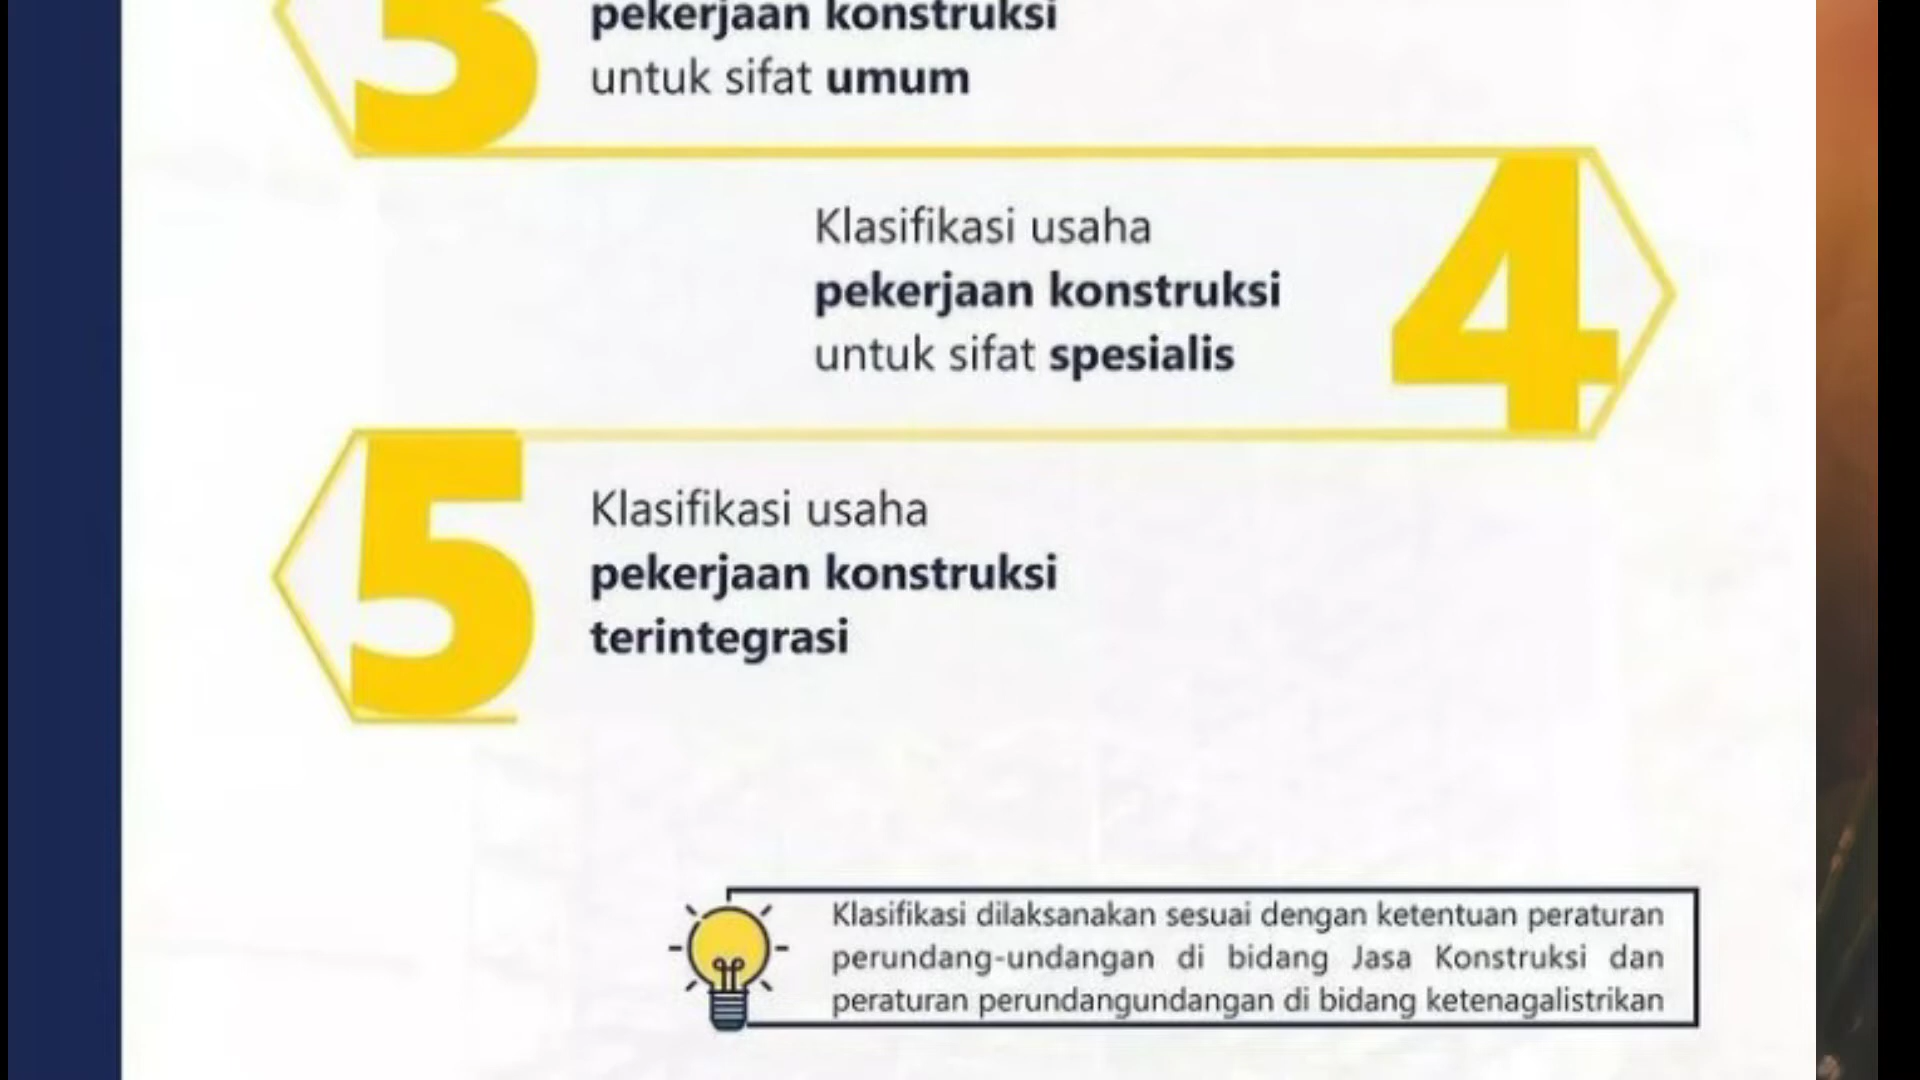 3
pekerjaan konstruksi
untuk sifat umum
Klasifikasi usaha
pekerjaan konstruksi
untuk sifat spesialis
4
5
Klasifikasi usaha
pekerjaan konstruksi
terintegrasi
Klasifikasi dilaksanakan sesuai dengan ketentuan peraturan
perundang-undangan di bidang Jasa Konstruksi dan
peraturan perundangundangan di bidang ketenagalistrikan